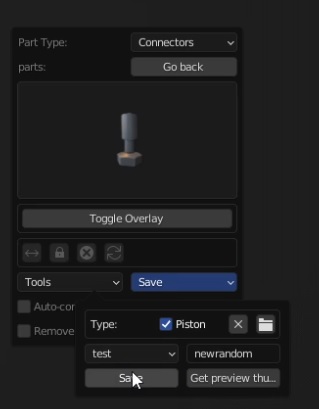 Part Type: Connectors
parts: Go back
Toggle Overlay
Tools Save
Auto-cor
Remove
Type: Piston
test newrandom
Save Get preview thu...